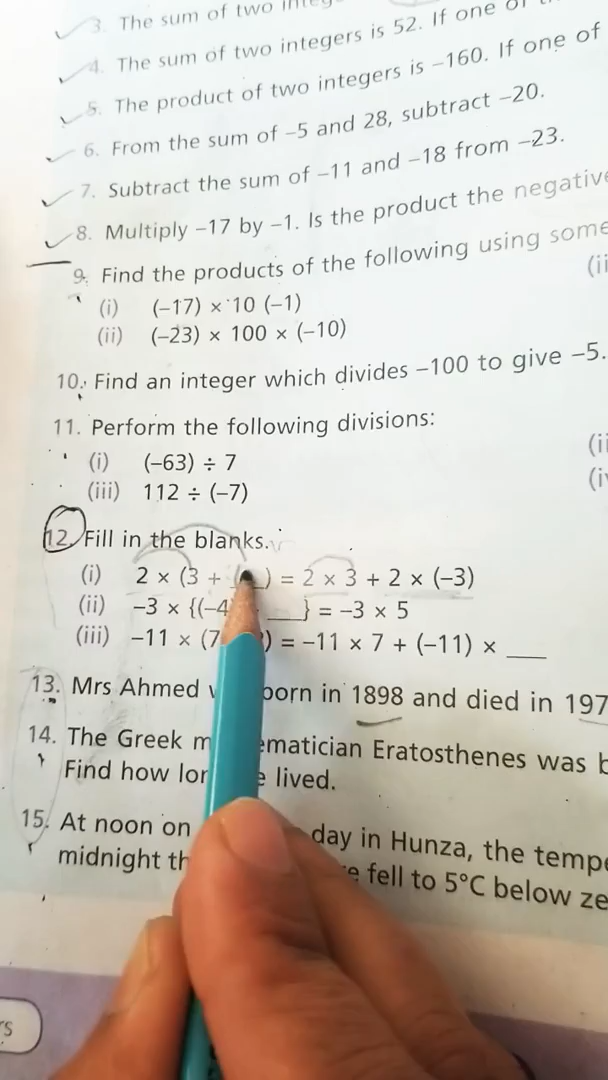 3. The sum of two
4. The sum of two integers is 52. If one
5. The product of two integers is –160. If one of
6. From the sum of –5 and 28, subtract –20.
7. Subtract the sum of –11 and –18 from –23.
8. Multiply –17 by –1. Is the product the negative
9. Find the products of the following using some
(i) (–17) × 10 (–1)
(ii) (–23) × 100 × (–10)
10. Find an integer which divides –100 to give –5.
11. Perform the following divisions:
(i) (–63) ÷ 7
(iii) 112 ÷ (–7)
12. Fill in the blanks.
(i) 2 × (3 + ) = 2 × 3 + 2 × (–3)
(ii) –3 × {(–4 ___ } = –3 × 5
(iii) –11 × (7 ) = –11 × 7 + (–11) × ___
13. Mrs Ahmed born in 1898 and died in 197
14. The Greek Eratosthenes was
Find how lived.
15. At noon on day in Hunza, the
midnight fell to 5°C below